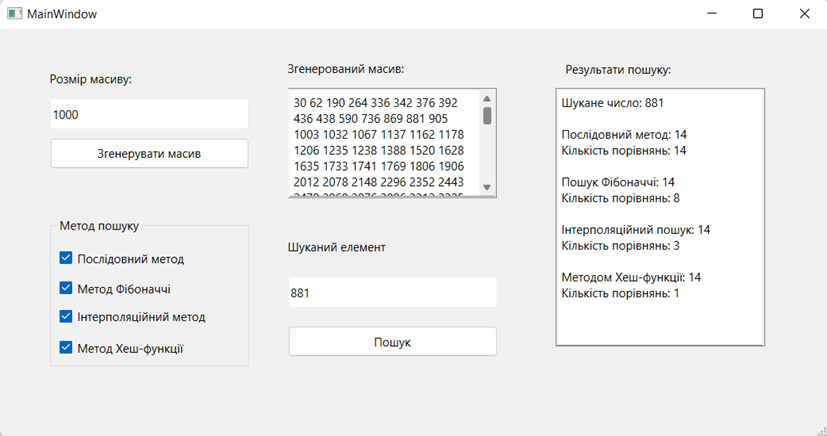 MainWindow
Розмір масиву:
1000
Згенерувати масив
Метод пошуку
Послідовний метод
Метод Фібоначчі
Інтерполяційний метод
Метод Хеш-функції
Згенерований масив:
30 62 190 264 336 342 376 392
436 438 590 736 869 881 905
1003 1032 1067 1137 1162 1178
1206 1235 1238 1388 1520 1628
1635 1733 1741 1769 1806 1906
2012 2078 2148 2296 2352 2443
Шуканий елемент
881
Пошук
Результати пошуку:
Шукане число: 881
Послідовний метод: 14
Кількість порівнянь: 14
Пошук Фібоначчі: 14
Кількість порівнянь: 8
Інтерполяційний пошук: 14
Кількість порівнянь: 3
Методом Хеш-функції: 14
Кількість порівнянь: 1